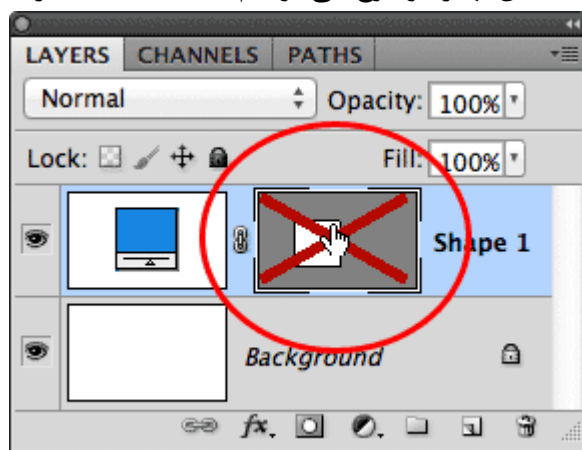 LAYERS CHANNELS PATHS
Normal Opacity: 100%
Lock: Fill: 100%
Shape 1
Background
fx.